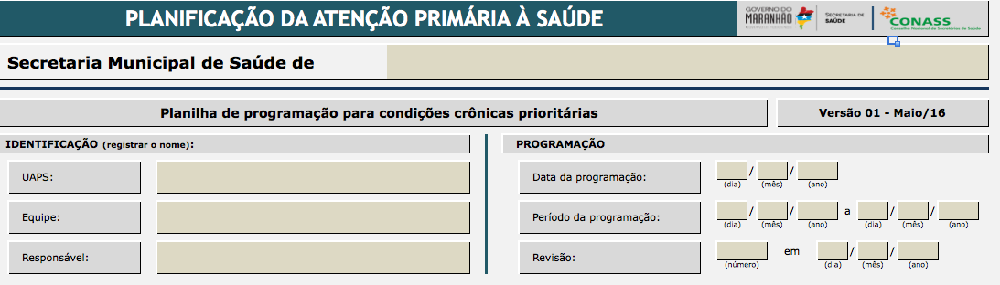 PLANIFICAÇÃO DA ATENÇÃO PRIMÁRIA À SAÚDE
GOVERNO DO
MARANHÃO
SECRETARIA DE
SAÚDE
CONASS
Conselho Nacional de Secretários de Saúde
Secretaria Municipal de Saúde de
Planilha de programação para condições crônicas prioritárias
Versão 01 - Maio/16
IDENTIFICAÇÃO (registrar o nome):
PROGRAMAÇÃO
UAPS:
Data da programação:
/ /
(dia) (mês) (ano)
Equipe:
Período da programação:
/ / a / /
(dia) (mês) (ano) (dia) (mês) (ano)
Responsável:
Revisão:
em / /
(número) (dia) (mês) (ano)